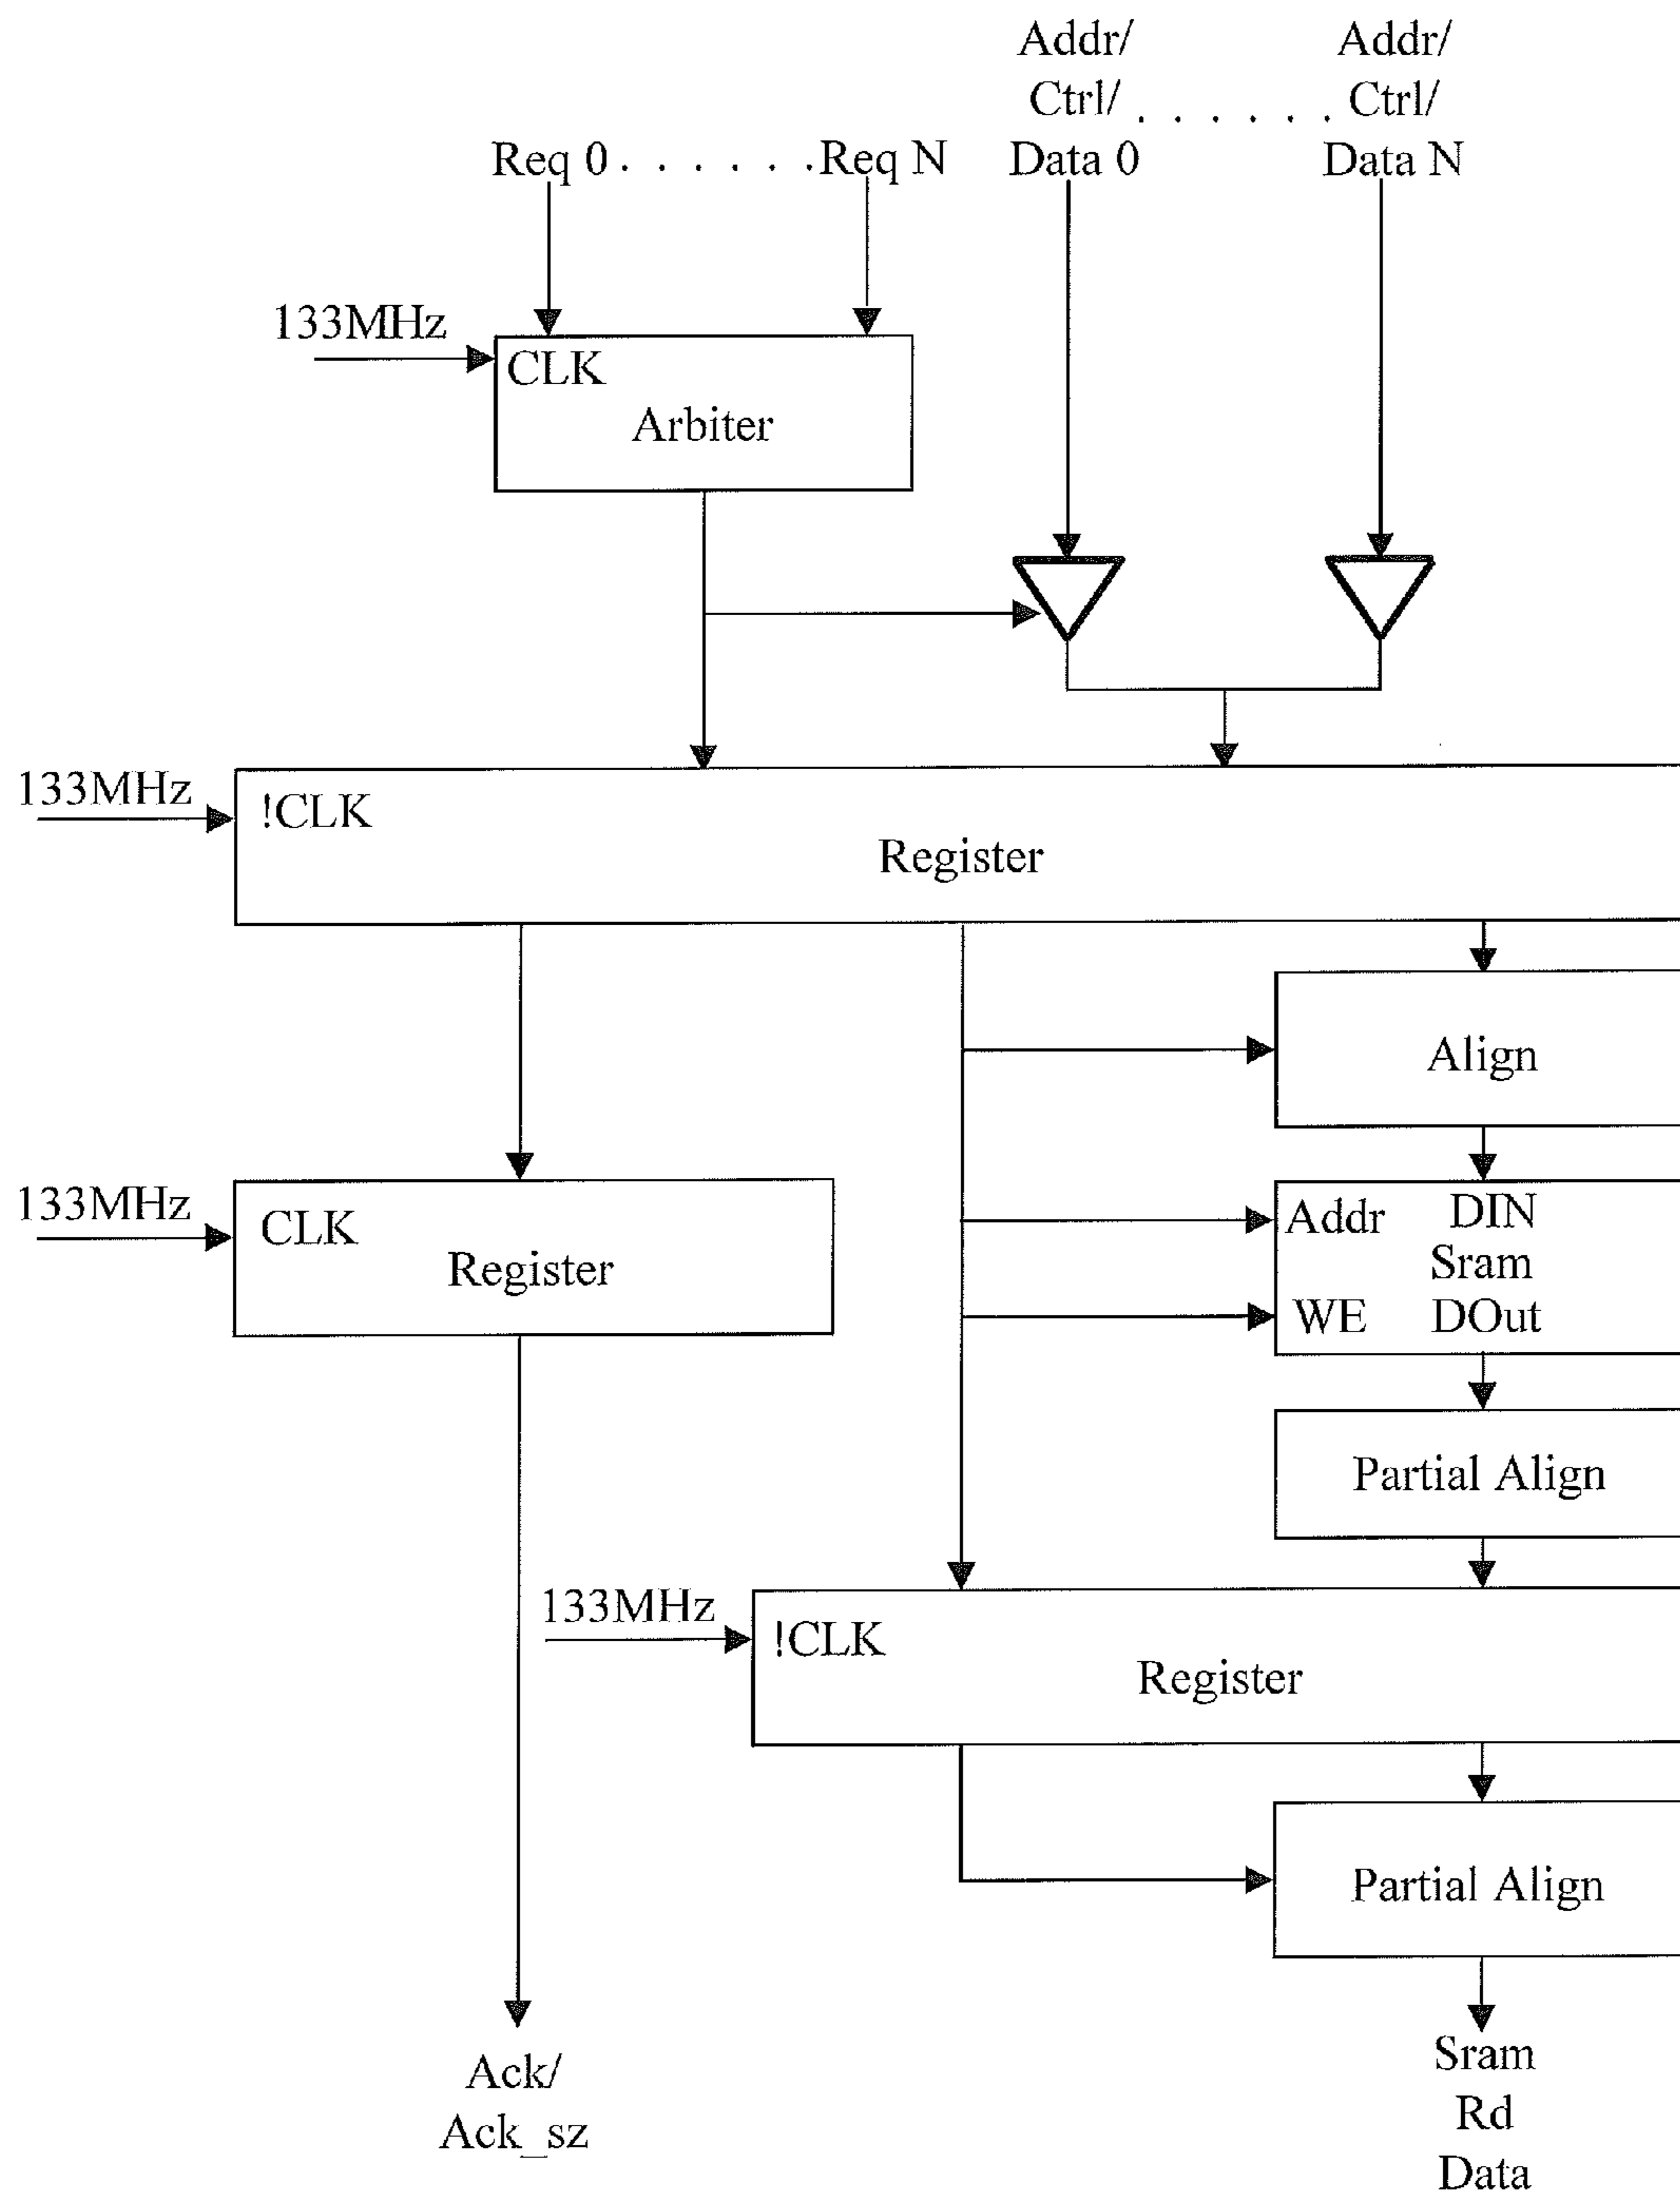 Addr/ Addr/
Ctrl/ . . . . . . Ctrl/
Req 0 . . . . . . Req N Data 0 Data N
133MHz
CLK
Arbiter
133MHz
!CLK
Register
Align
133MHz
CLK
Register
Addr DIN
Sram
WE DOut
Partial Align
133MHz
!CLK
Register
Partial Align
Ack/
Ack_sz
Sram
Rd
Data